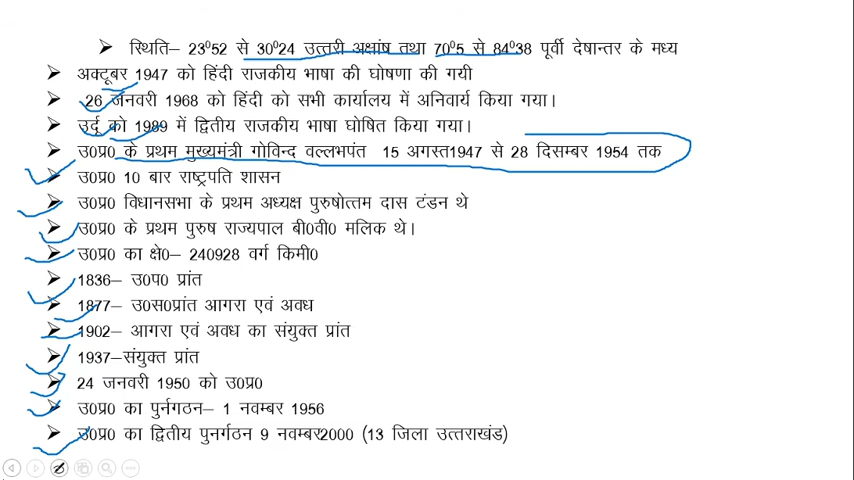 ➤ स्थिति– 23⁰52 से 30⁰24 उत्तरी अक्षांष तथा 70⁰5 से 84⁰38 पूर्वी देषान्तर के मध्य
➤ अक्टूबर 1947 को हिंदी राजकीय भाषा की घोषणा की गयी
➤ 26 जनवरी 1968 को हिंदी को सभी कार्यालय में अनिवार्य किया गया।
➤ उर्दू को 1989 में द्वितीय राजकीय भाषा घोषित किया गया।
➤ उ0प्र0 के प्रथम मुख्यमंत्री गोविन्द वल्लभपंत 15 अगस्त1947 से 28 दिसम्बर 1954 तक
➤ उ0प्र0 10 बार राष्ट्रपति शासन
➤ उ0प्र0 विधानसभा के प्रथम अध्यक्ष पुरुषोत्तम दास टंडन थे
➤ उ0प्र0 के प्रथम पुरुष राज्यपाल बी0वी0 मलिक थे।
➤ उ0प्र0 का क्षे0– 240928 वर्ग किमी0
➤ 1836– उ0प0 प्रांत
➤ 1877– उ0स0प्रांत आगरा एवं अवध
➤ 1902– आगरा एवं अवध का संयुक्त प्रांत
➤ 1937–संयुक्त प्रांत
➤ 24 जनवरी 1950 को उ0प्र0
➤ उ0प्र0 का पुर्नगठन– 1 नवम्बर 1956
➤ उ0प्र0 का द्वितीय पुनर्गठन 9 नवम्बर2000 (13 जिला उत्तराखंड)